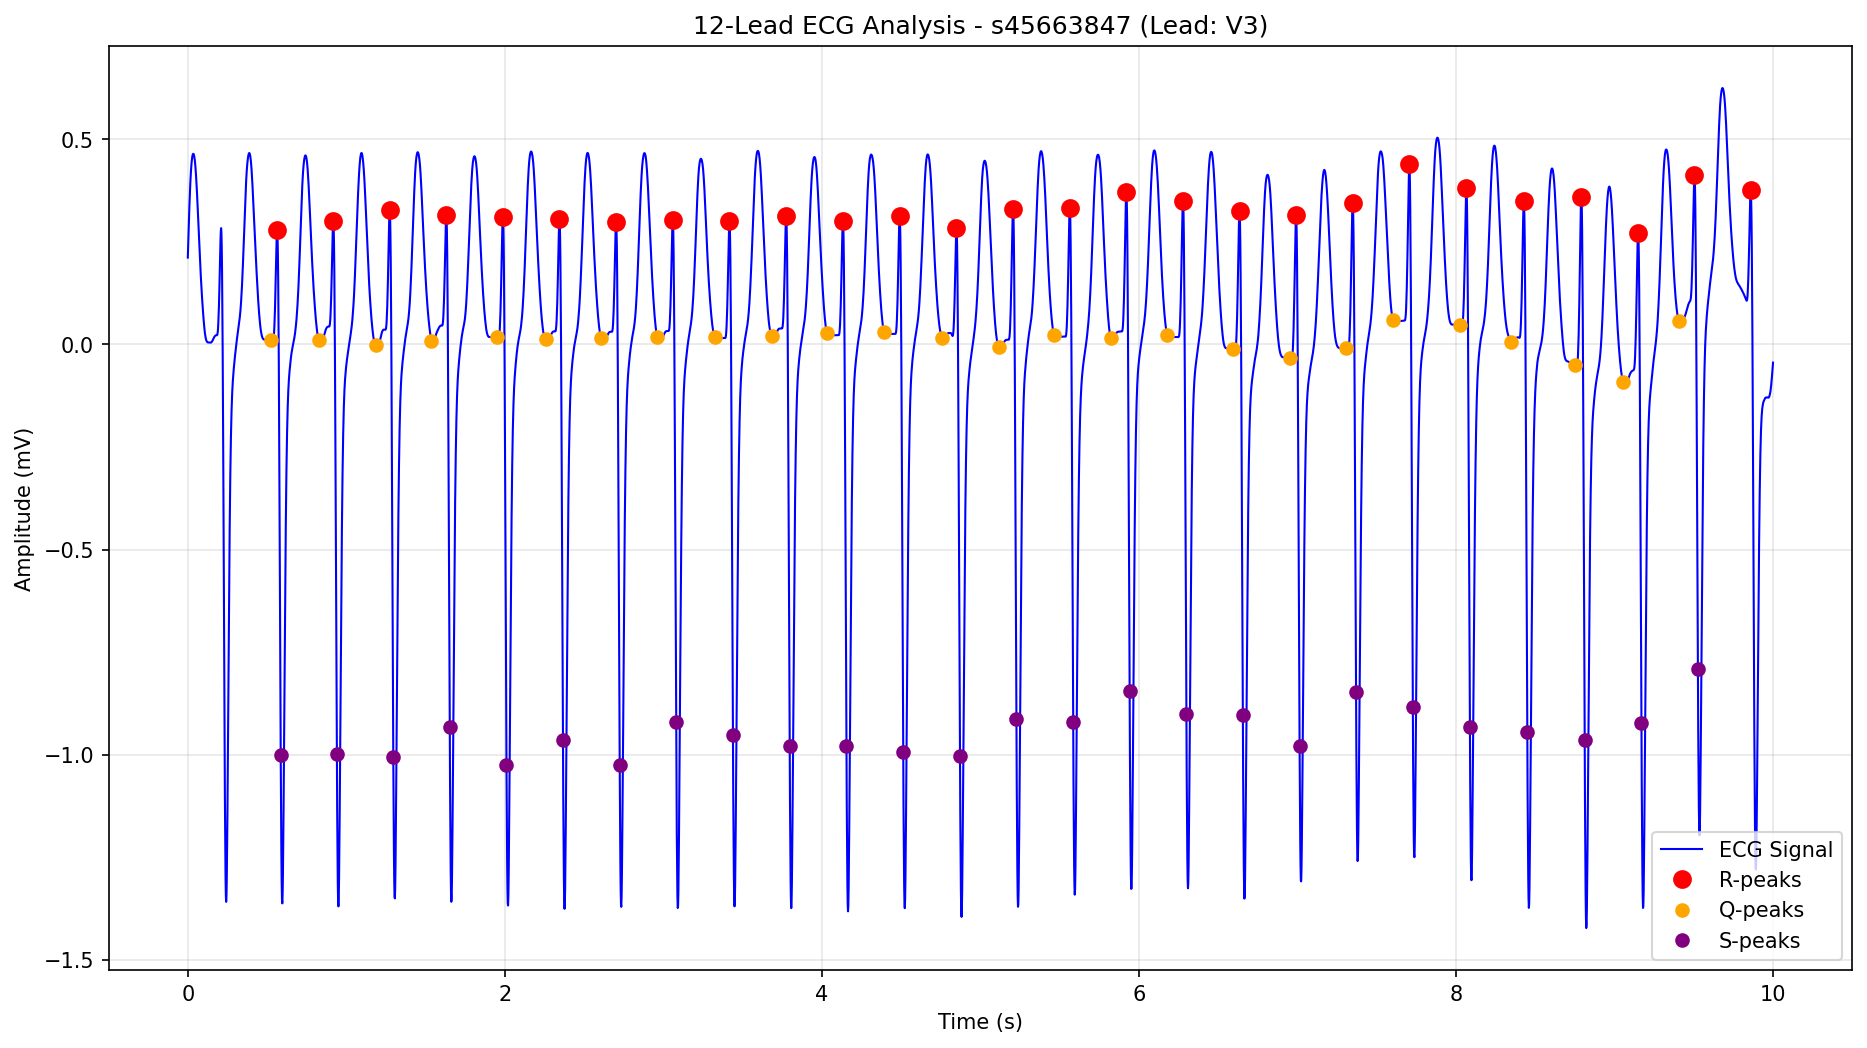 12-Lead ECG Analysis - s45663847 (Lead: V3)
Amplitude (mV)
0.5
0.0
−0.5
−1.0
−1.5
0 2 4 6 8 10
Time (s)
ECG Signal
R-peaks
Q-peaks
S-peaks